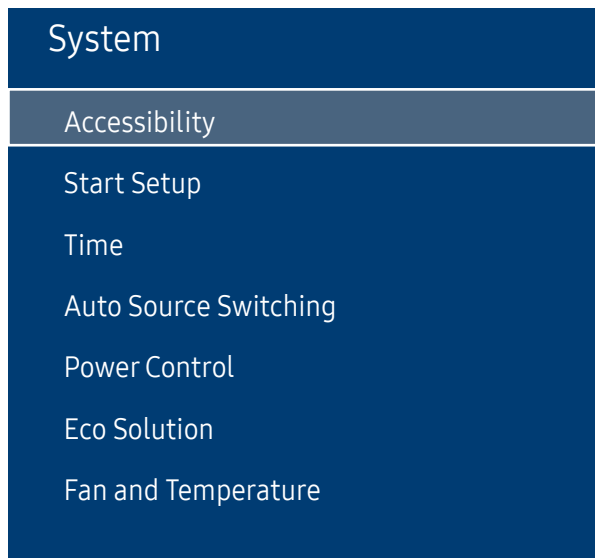 System
Accessibility
Start Setup
Time
Auto Source Switching
Power Control
Eco Solution
Fan and Temperature